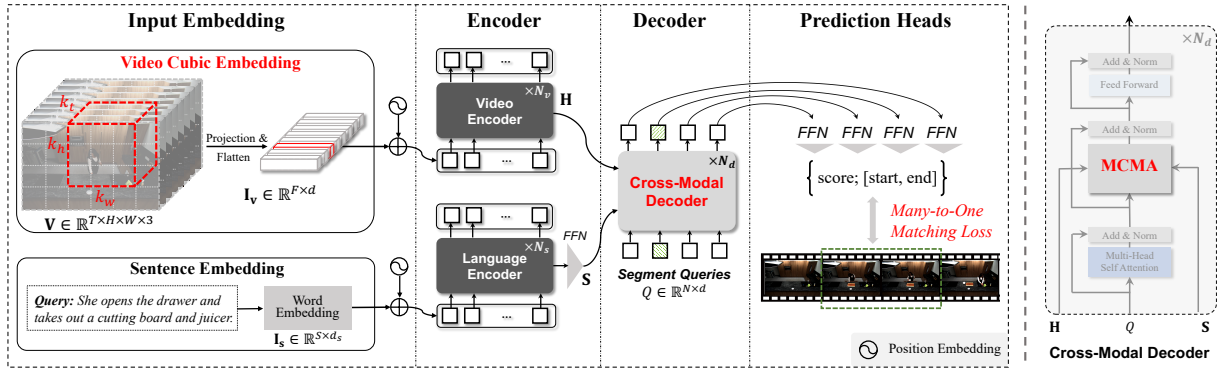 Input Embedding
Encoder
Decoder
Prediction Heads
Video Cubic Embedding
k_t
k_h
k_w
Projection &
Flatten
V ∈ ℝ^{T×H×W×3}
I_v ∈ ℝ^{F×d}
Sentence Embedding
Query: She opens the drawer and
takes out a cutting board and juicer.
Word
Embedding
I_s ∈ ℝ^{S×d_s}
...
×N_v
Video
Encoder
...
H
...
×N_s
Language
Encoder
...
FFN
S
×N_d
Cross-Modal
Decoder
Segment Queries
Q ∈ ℝ^{N×d}
FFN FFN FFN FFN
{ score; [start, end] }
Many-to-One
Matching Loss
Position Embedding
×N_d
Add & Norm
Feed Forward
Add & Norm
MCMA
Add & Norm
Multi-Head
Self Attention
H Q S
Cross-Modal Decoder